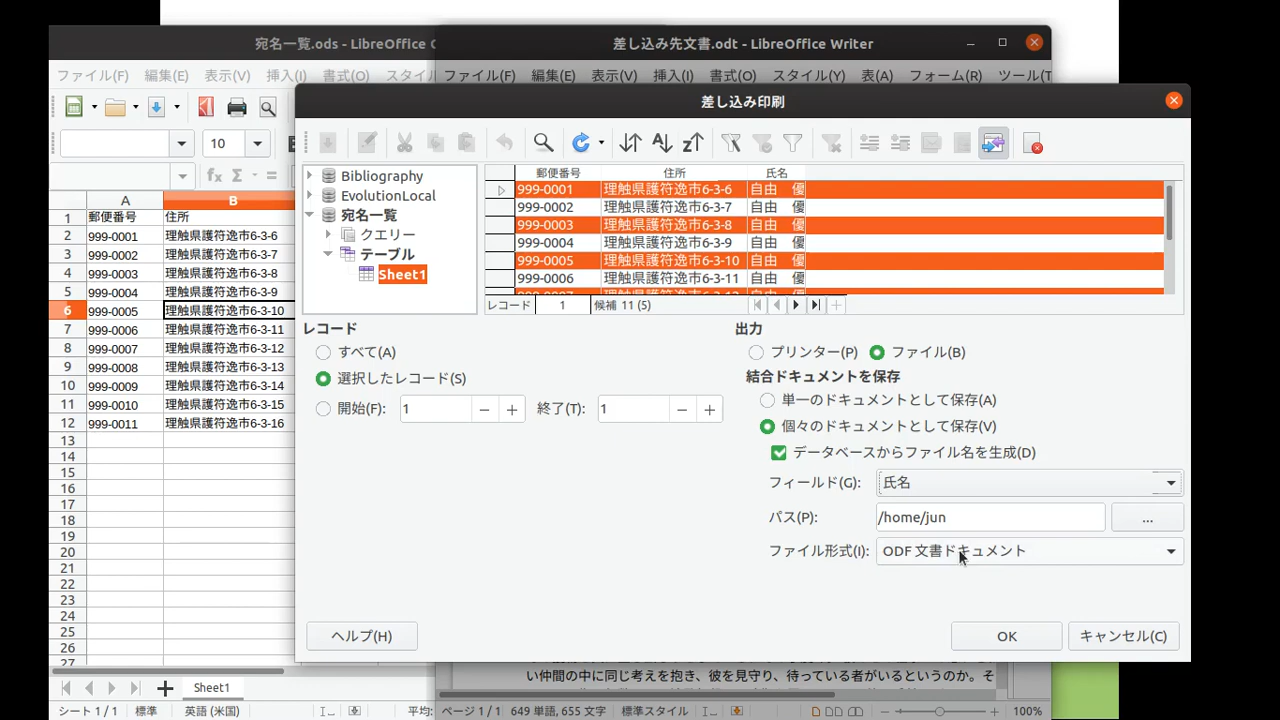 宛名一覧.ods - LibreOffice C
差し込み先文書.odt - LibreOffice Writer
ファイル(F) 編集(E) 表示(V) 挿入(I) 書式(O) スタイル
ファイル(F) 編集(E) 表示(V) 挿入(I) 書式(O) スタイル(Y) 表(A) フォーム(R) ツール(T
差し込み印刷
10
Bibliography
EvolutionLocal
宛名一覧
クエリー
テーブル
Sheet1
郵便番号 住所 氏名
999-0001 理触県護符逸市6-3-6 自由 優
999-0002 理触県護符逸市6-3-7 自由 優
999-0003 理触県護符逸市6-3-8 自由 優
999-0004 理触県護符逸市6-3-9 自由 優
999-0005 理触県護符逸市6-3-10 自由 優
999-0006 理触県護符逸市6-3-11 自由 優
レコード 1 候補 11 (5)
A B
1 郵便番号 住所
2 999-0001 理触県護符逸市6-3-6
3 999-0002 理触県護符逸市6-3-7
4 999-0003 理触県護符逸市6-3-8
5 999-0004 理触県護符逸市6-3-9
6 999-0005 理触県護符逸市6-3-10
7 999-0006 理触県護符逸市6-3-11
8 999-0007 理触県護符逸市6-3-12
9 999-0008 理触県護符逸市6-3-13
10 999-0009 理触県護符逸市6-3-14
11 999-0010 理触県護符逸市6-3-15
12 999-0011 理触県護符逸市6-3-16
13
14
15
16
17
18
19
20
21
22
23
24
25
26
27
レコード
すべて(A)
選択したレコード(S)
開始(F): 1 終了(T): 1
出力
プリンター(P) ファイル(B)
結合ドキュメントを保存
単一のドキュメントとして保存(A)
個々のドキュメントとして保存(V)
データベースからファイル名を生成(D)
フィールド(G): 氏名
パス(P): /home/jun ...
ファイル形式(I): ODF 文書ドキュメント
ヘルプ(H) OK キャンセル(C)
い仲間の中に同じ考えを抱き、彼を見守り、待っている者がいるというのか。そ
Sheet1
シート 1 / 1 標準 英語 (米国) 平均:
ページ 1 / 1 649 単語, 655 文字 標準スタイル 100%